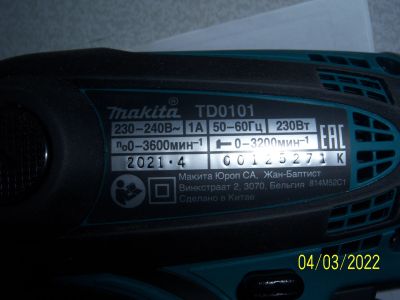 makita® TD0101
230-240В~ 1A 50-60Гц 230Вт
n₀0-3600мин⁻¹ 0-3200мин⁻¹
2021·4 00125271 K
EAC
Макита Юроп СА, Жан-Баптист
Винкстраат 2, 3070, Бельгия 814M52C1
Сделано в Китае
04/03/2022